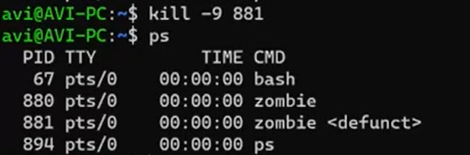 avi@AVI-PC:~$ kill -9 881
avi@AVI-PC:~$ ps
PID TTY TIME CMD
67 pts/0 00:00:00 bash
880 pts/0 00:00:00 zombie
881 pts/0 00:00:00 zombie <defunct>
894 pts/0 00:00:00 ps